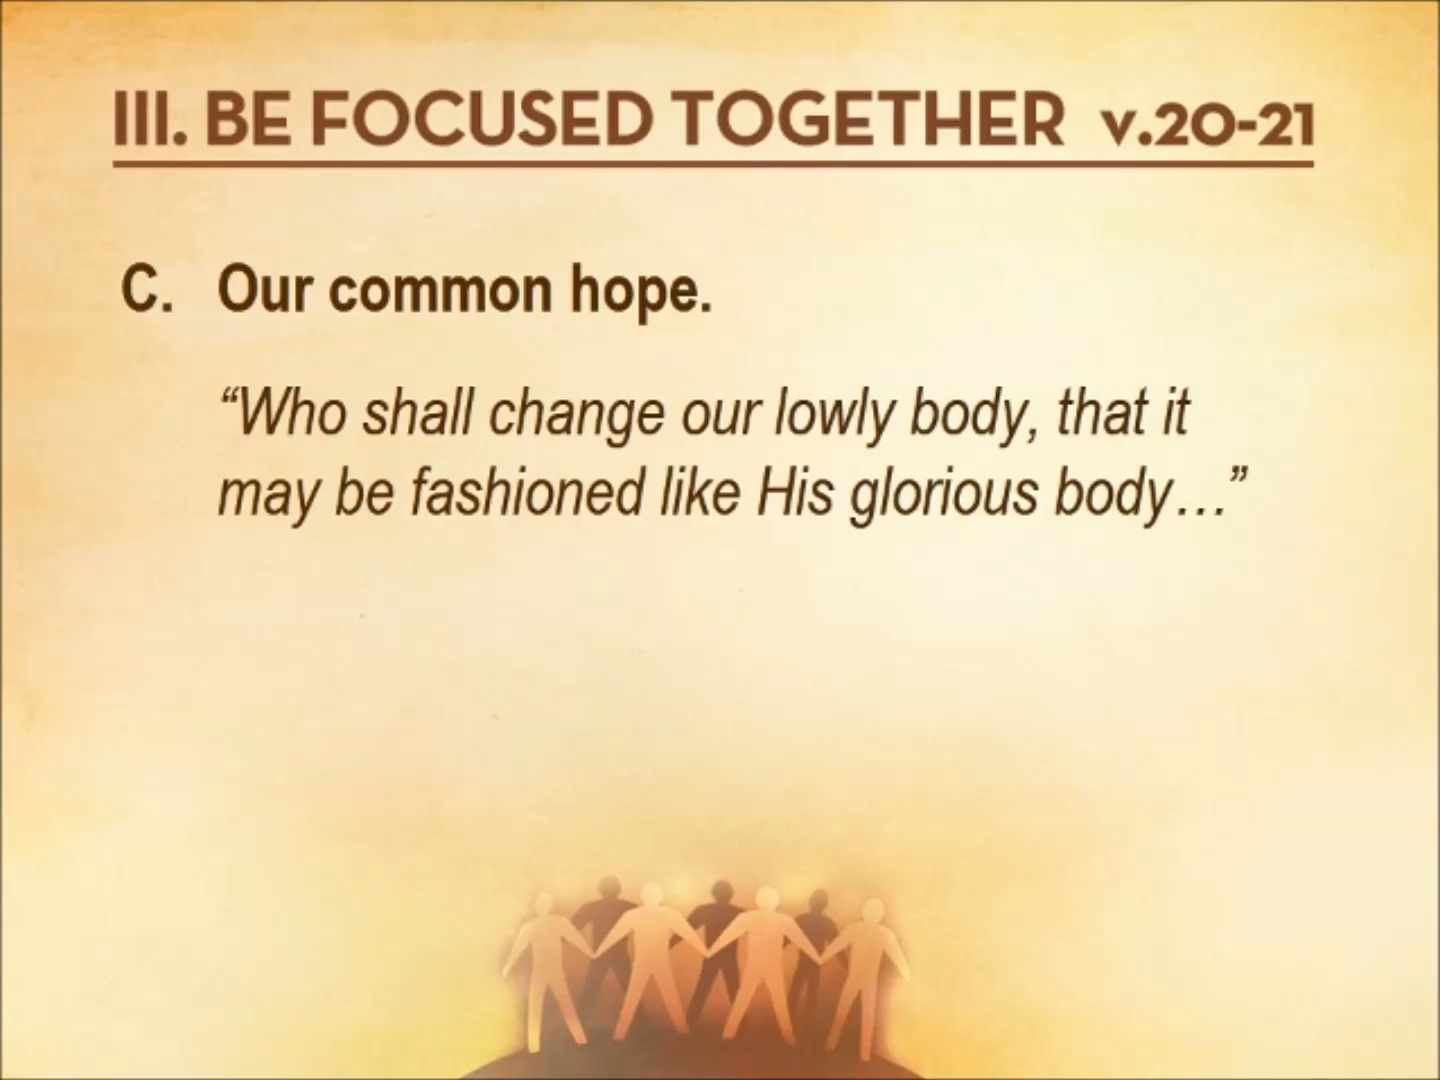 III. BE FOCUSED TOGETHER v.20-21
C. Our common hope.
“Who shall change our lowly body, that it
may be fashioned like His glorious body…”